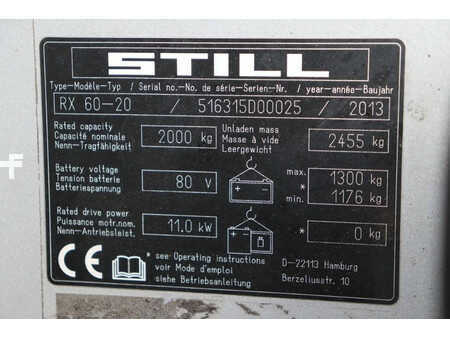 STILL
Type-Modèle-Typ / Serial no.-No. de série-Serien-Nr. / year-année-Baujahr
RX 60-20 / 516315D00025 / 2013
Rated capacity
Capacité nominale
Nenn-Tragfähigkeit
2000 kg
Unladen mass
Masse à vide
Leergewicht
2455 kg
Battery voltage
Tension batterie
Batteriespannung
80 V
max.
*
min.
1300 kg
1176 kg
Rated drive power
Puissance motr.nom.
Nenn-Antriebsleist.
11.0 kW
* 0 kg
CE
* see Operating instructions
voir Mode d'emploi
siehe Betriebsanleitung
D-22113 Hamburg
Berzeliusstr. 10